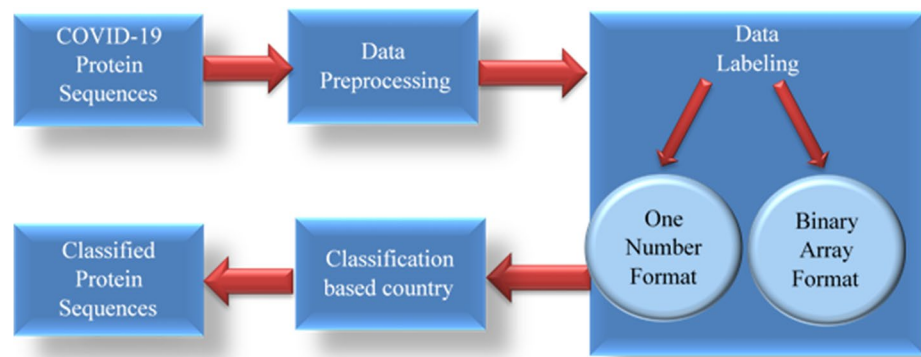 COVID-19
Protein
Sequences
Data
Preprocessing
Data
Labeling
One
Number
Format
Binary
Array
Format
Classification
based country
Classified
Protein
Sequences